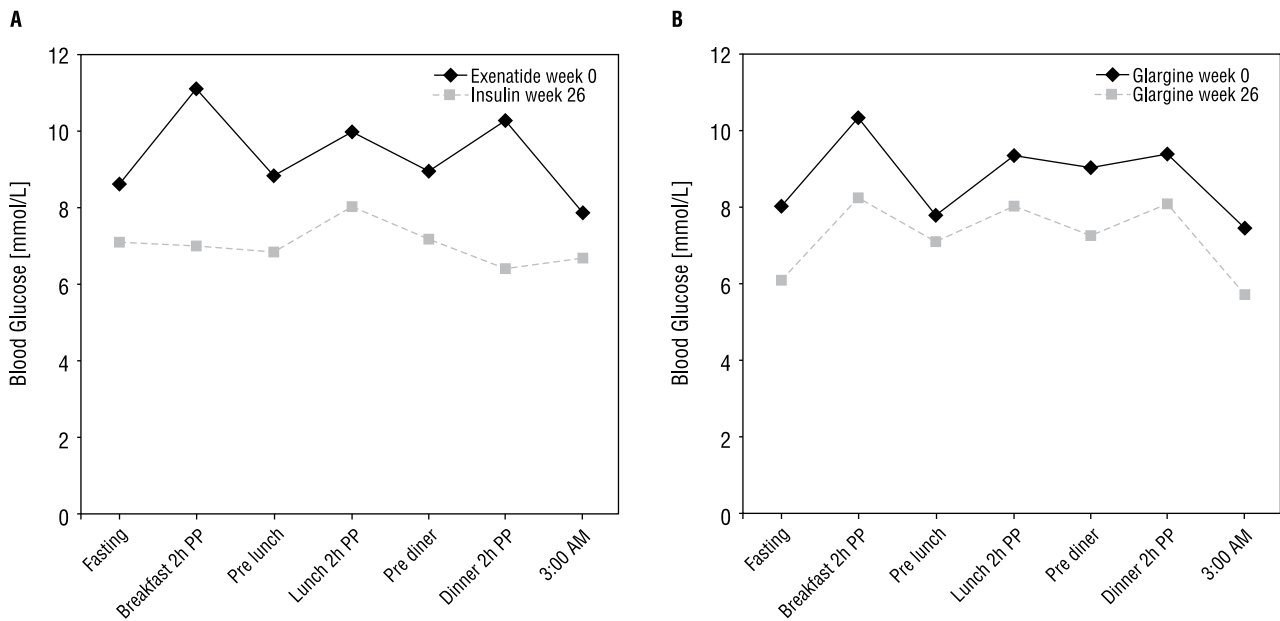 A
Blood Glucose [mmol/L]
12
10
8
6
4
2
0
Exenatide week 0
Insulin week 26
Fasting
Breakfast 2h PP
Pre lunch
Lunch 2h PP
Pre diner
Dinner 2h PP
3:00 AM
B
Blood Glucose [mmol/L]
12
10
8
6
4
2
0
Glargine week 0
Glargine week 26
Fasting
Breakfast 2h PP
Pre lunch
Lunch 2h PP
Pre diner
Dinner 2h PP
3:00 AM